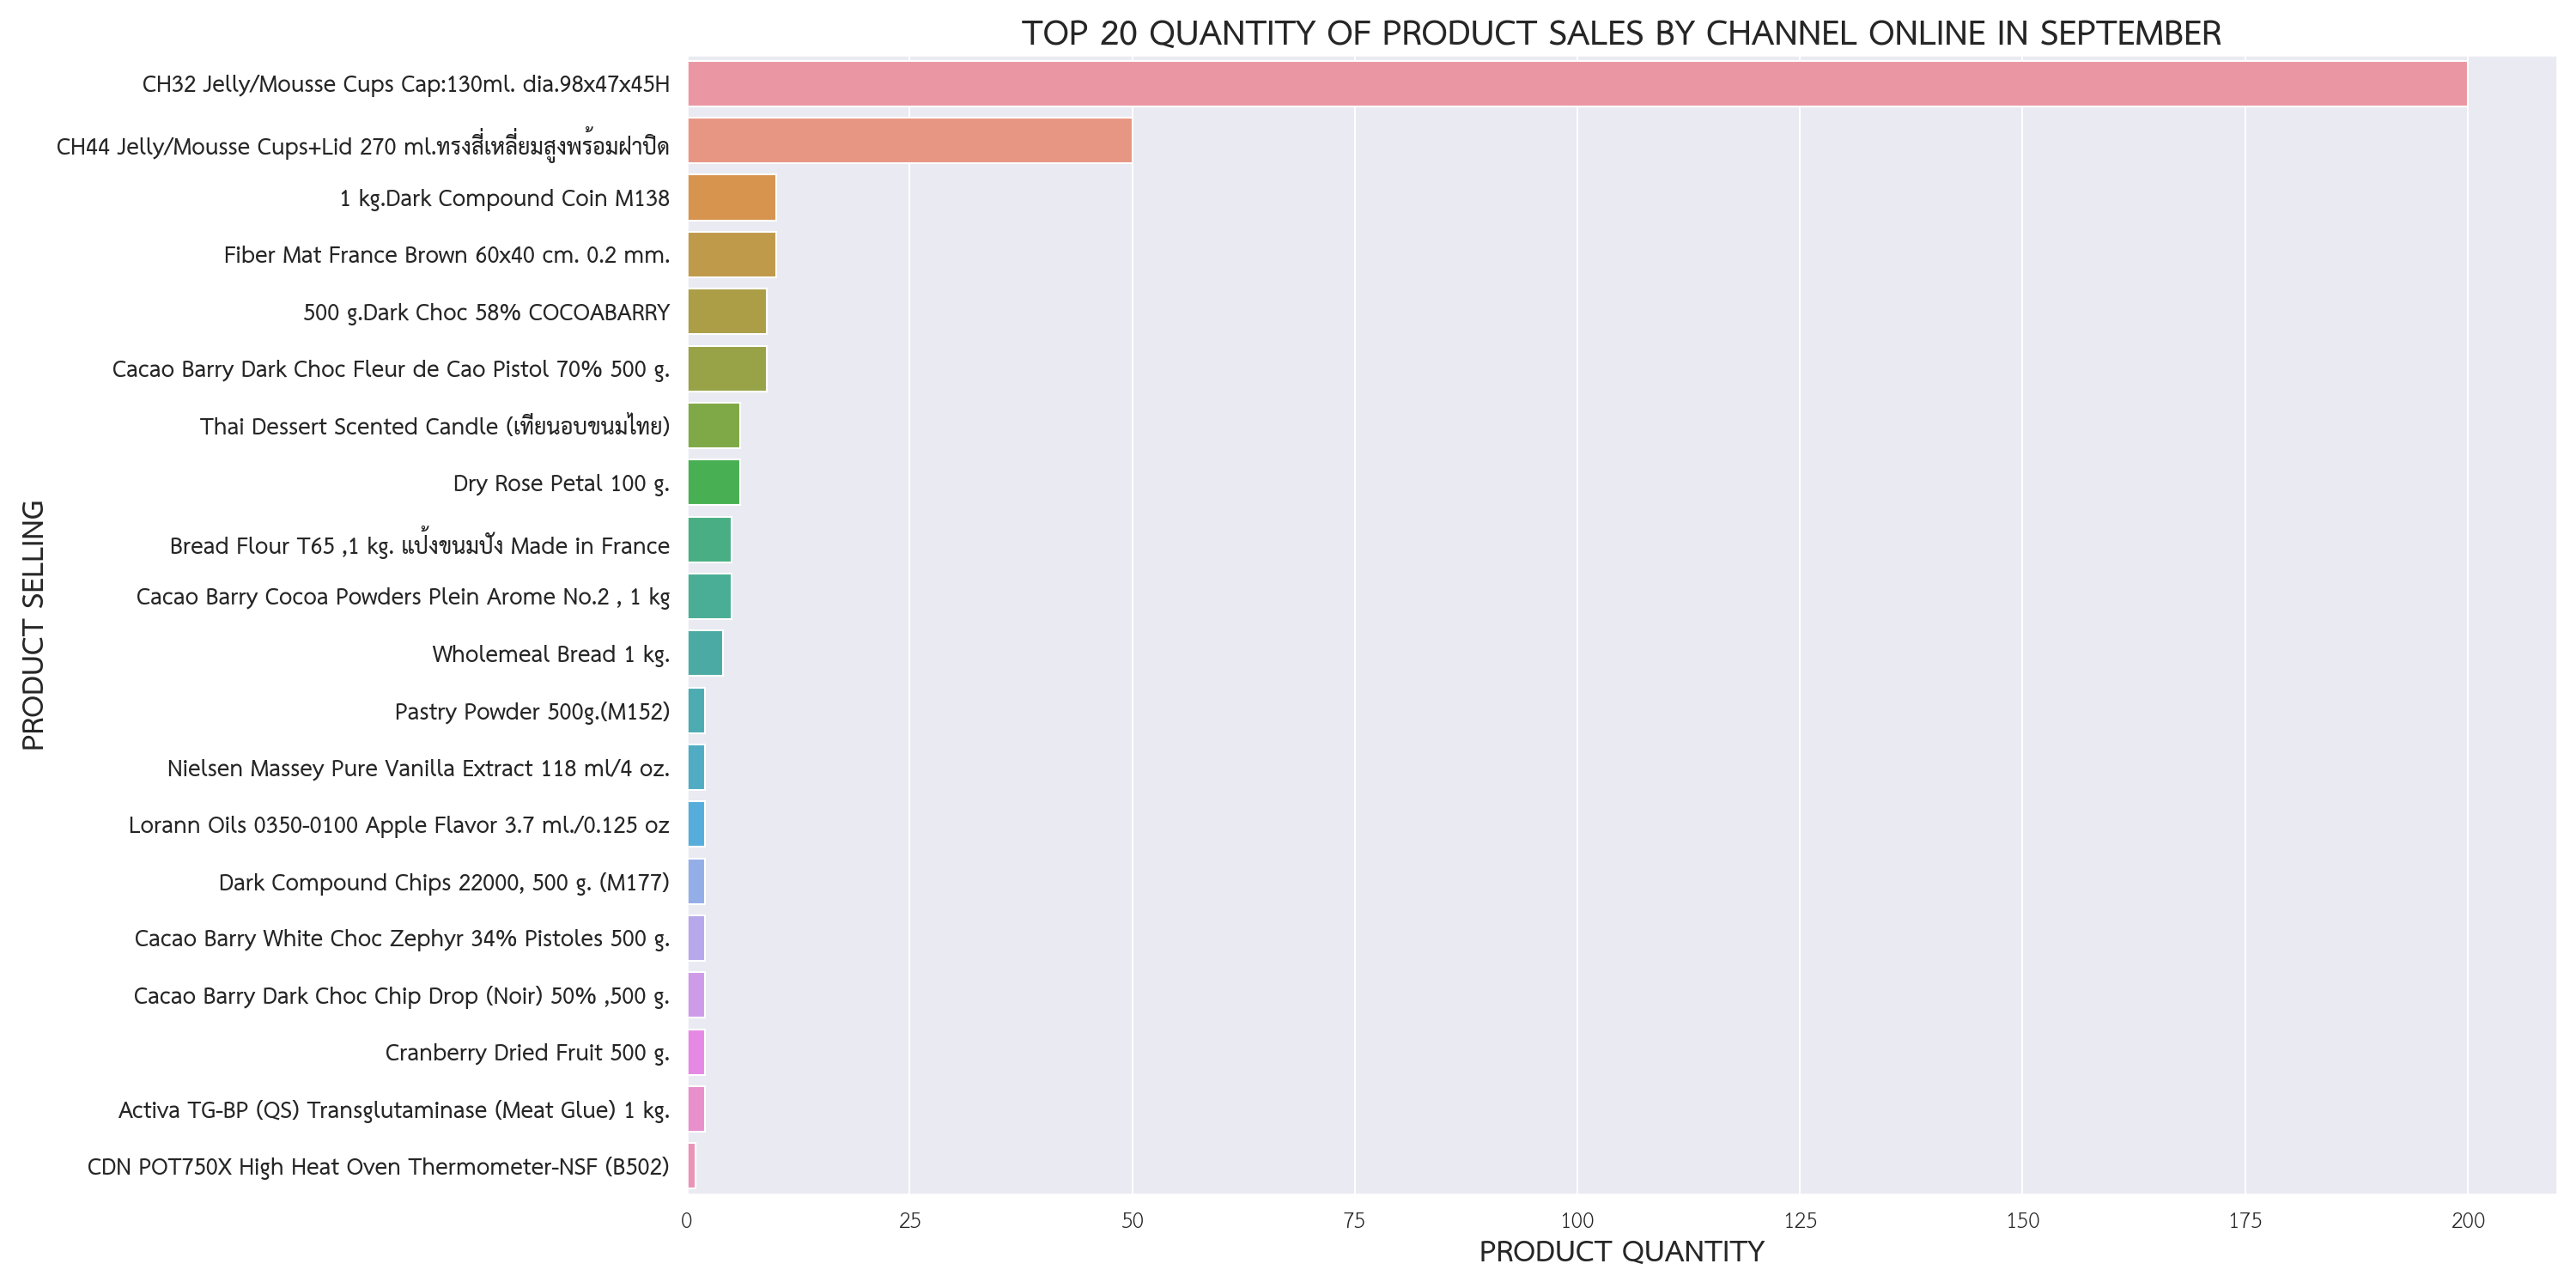 TOP 20 QUANTITY OF PRODUCT SALES BY CHANNEL ONLINE IN SEPTEMBER
PRODUCT SELLING
CH32 Jelly/Mousse Cups Cap:130ml. dia.98x47x45H
CH44 Jelly/Mousse Cups+Lid 270 ml.ทรงสี่เหลี่ยมสูงพร้อมฝาปิด
1 kg.Dark Compound Coin M138
Fiber Mat France Brown 60x40 cm. 0.2 mm.
500 g.Dark Choc 58% COCOABARRY
Cacao Barry Dark Choc Fleur de Cao Pistol 70% 500 g.
Thai Dessert Scented Candle (เทียนอบขนมไทย)
Dry Rose Petal 100 g.
Bread Flour T65 ,1 kg. แป้งขนมปัง Made in France
Cacao Barry Cocoa Powders Plein Arome No.2 , 1 kg
Wholemeal Bread 1 kg.
Pastry Powder 500g.(M152)
Nielsen Massey Pure Vanilla Extract 118 ml/4 oz.
Lorann Oils 0350-0100 Apple Flavor 3.7 ml./0.125 oz
Dark Compound Chips 22000, 500 g. (M177)
Cacao Barry White Choc Zephyr 34% Pistoles 500 g.
Cacao Barry Dark Choc Chip Drop (Noir) 50% ,500 g.
Cranberry Dried Fruit 500 g.
Activa TG-BP (QS) Transglutaminase (Meat Glue) 1 kg.
CDN POT750X High Heat Oven Thermometer-NSF (B502)
0 25 50 75 100 125 150 175 200
PRODUCT QUANTITY